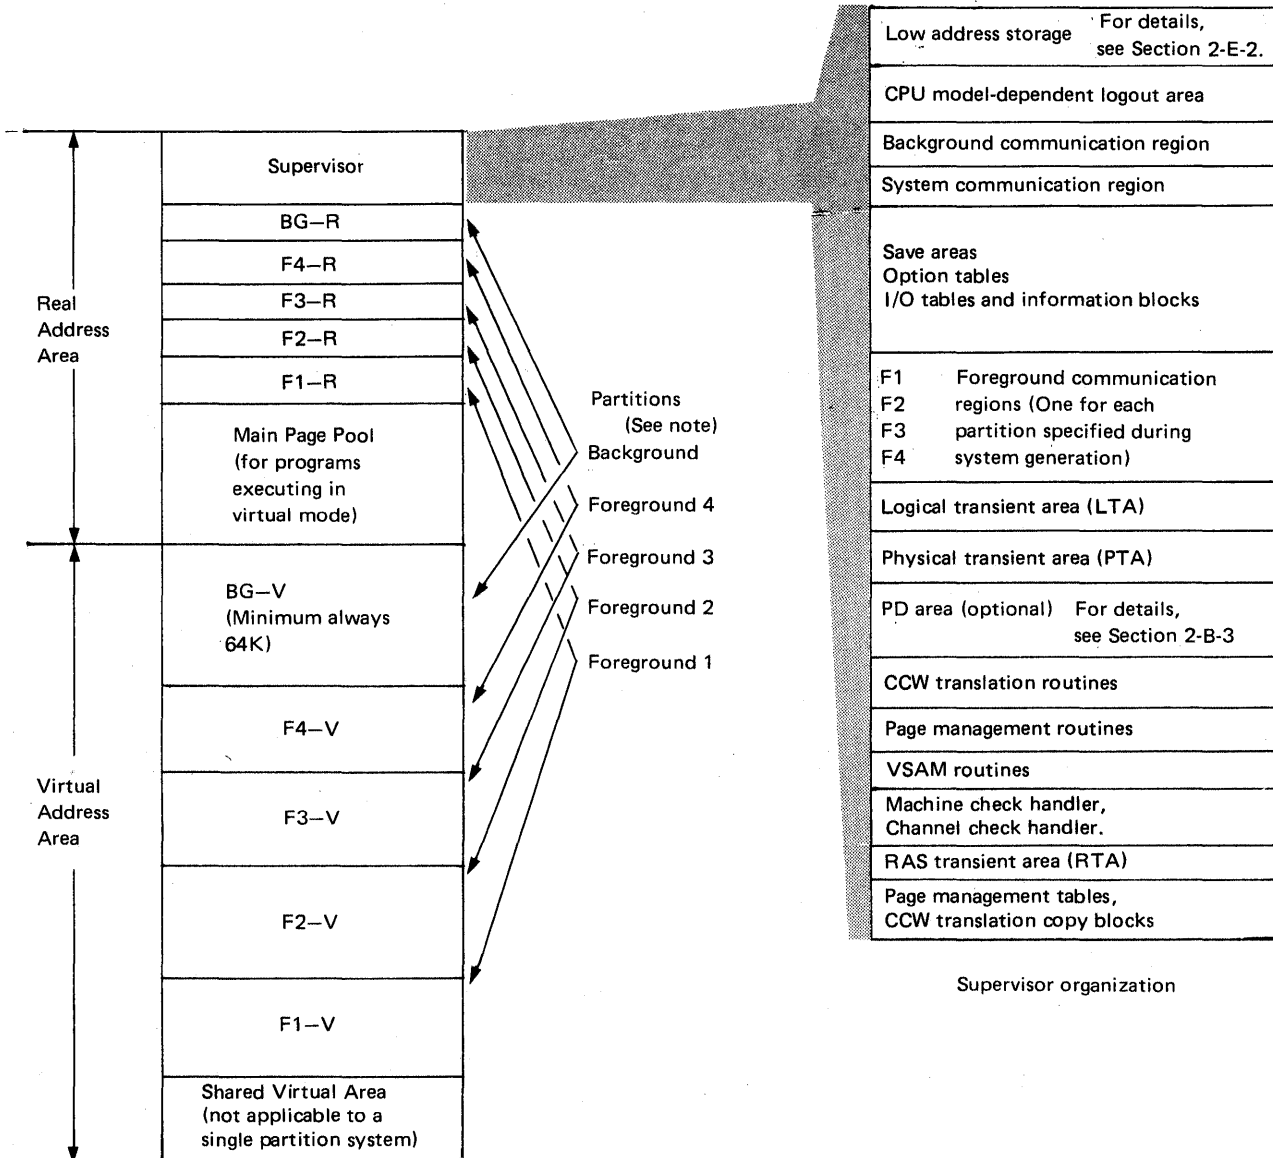 Real
Address
Area
Virtual
Address
Area
Supervisor
BG—R
F4—R
F3—R
F2—R
F1—R
Main Page Pool
(for programs
executing in
virtual mode)
BG—V
(Minimum always
64K)
F4—V
F3—V
F2—V
F1—V
Shared Virtual Area
(not applicable to a
single partition system)
Partitions
(See note)
Background
Foreground 4
Foreground 3
Foreground 2
Foreground 1
Low address storage For details,
see Section 2-E-2.
CPU model-dependent logout area
Background communication region
System communication region
Save areas
Option tables
I/O tables and information blocks
F1 Foreground communication
F2 regions (One for each
F3 partition specified during
F4 system generation)
Logical transient area (LTA)
Physical transient area (PTA)
PD area (optional) For details,
see Section 2-B-3
CCW translation routines
Page management routines
VSAM routines
Machine check handler,
Channel check handler.
RAS transient area (RTA)
Page management tables,
CCW translation copy blocks
Supervisor organization